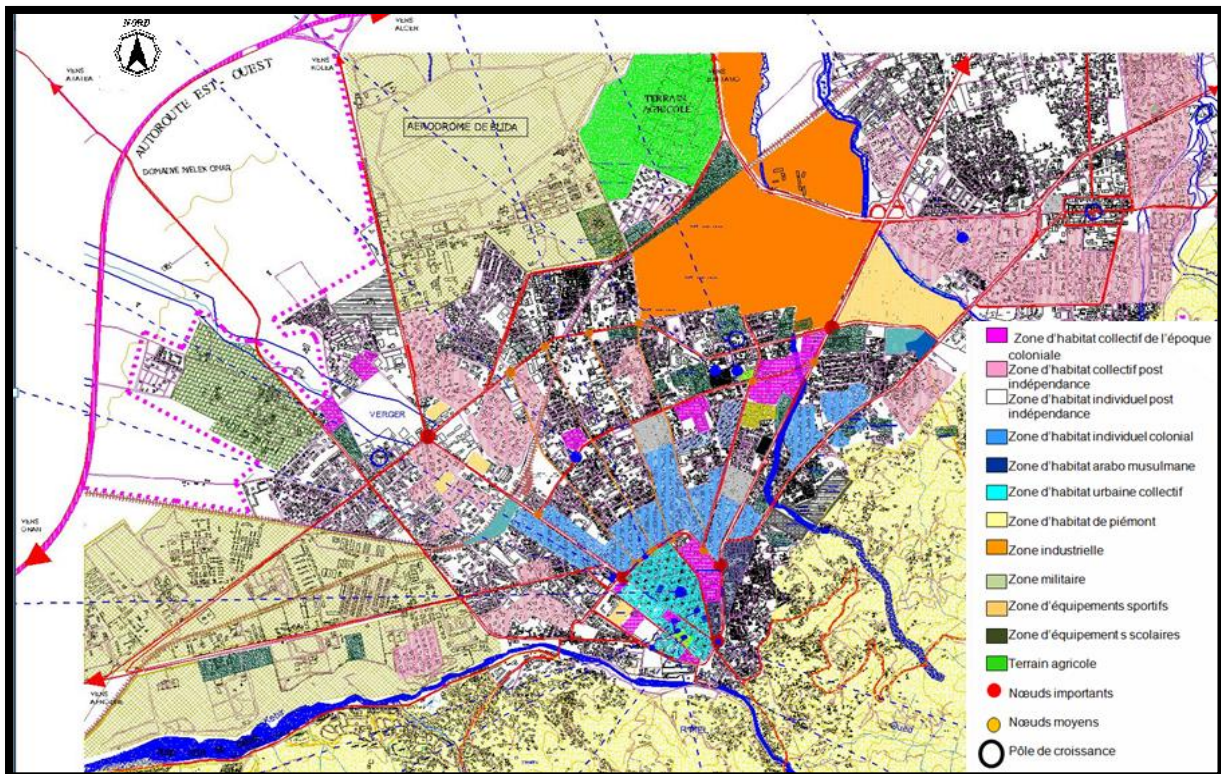 NORD
VERS
ALGER
VERS
ATATBA
VERS
KOLEA
AUTOROUTE EST OUEST
TERRAIN
AGRICOLE
AERODROME DE BLIDA
DOMAINE MELEK OMAR
VERGER
VERS
ORAN
VERS
Kebir
Oued
Zone d'habitat collectif de l'époque
coloniale
Zone d'habitat collectif post
indépendance
Zone d'habitat individuel post
indépendance
Zone d'habitat individuel colonial
Zone d'habitat arabo musulmane
Zone d'habitat urbaine collectif
Zone d'habitat de piémont
Zone industrielle
Zone militaire
Zone d'équipements sportifs
Zone d'équipement s scolaires
Terrain agricole
Nœuds importants
Nœuds moyens
Pôle de croissance